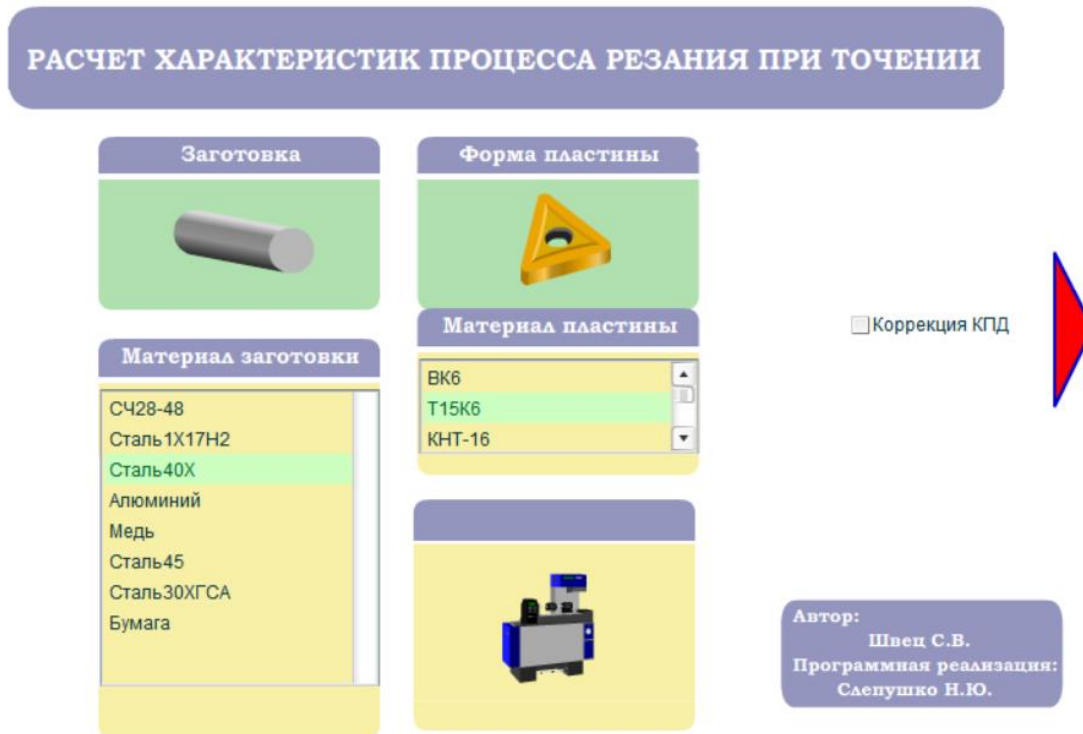 РАСЧЕТ ХАРАКТЕРИСТИК ПРОЦЕССА РЕЗАНИЯ ПРИ ТОЧЕНИИ
Заготовка
Форма пластины
Материал пластины
ВК6
Т15К6
КНТ-16
Материал заготовки
СЧ28-48
Сталь1Х17Н2
Сталь40Х
Алюминий
Медь
Сталь45
Сталь30ХГСА
Бумага
Коррекция КПД
Автор:
Швец С.В.
Программная реализация:
Слепушко Н.Ю.